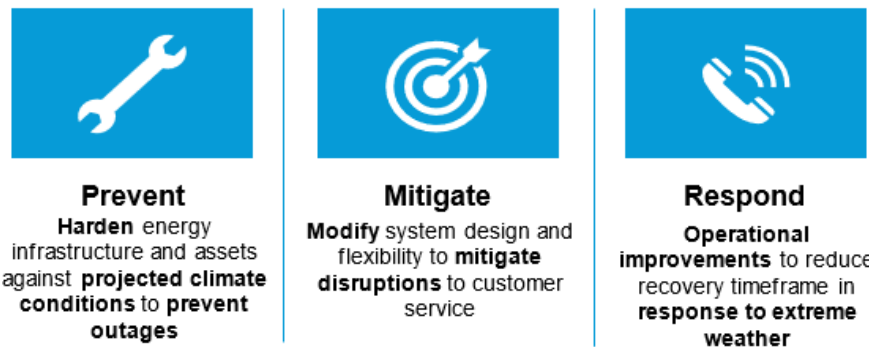 Prevent
Harden energy
infrastructure and assets
against projected climate
conditions to prevent
outages
Mitigate
Modify system design and
flexibility to mitigate
disruptions to customer
service
Respond
Operational
improvements to reduce
recovery timeframe in
response to extreme
weather